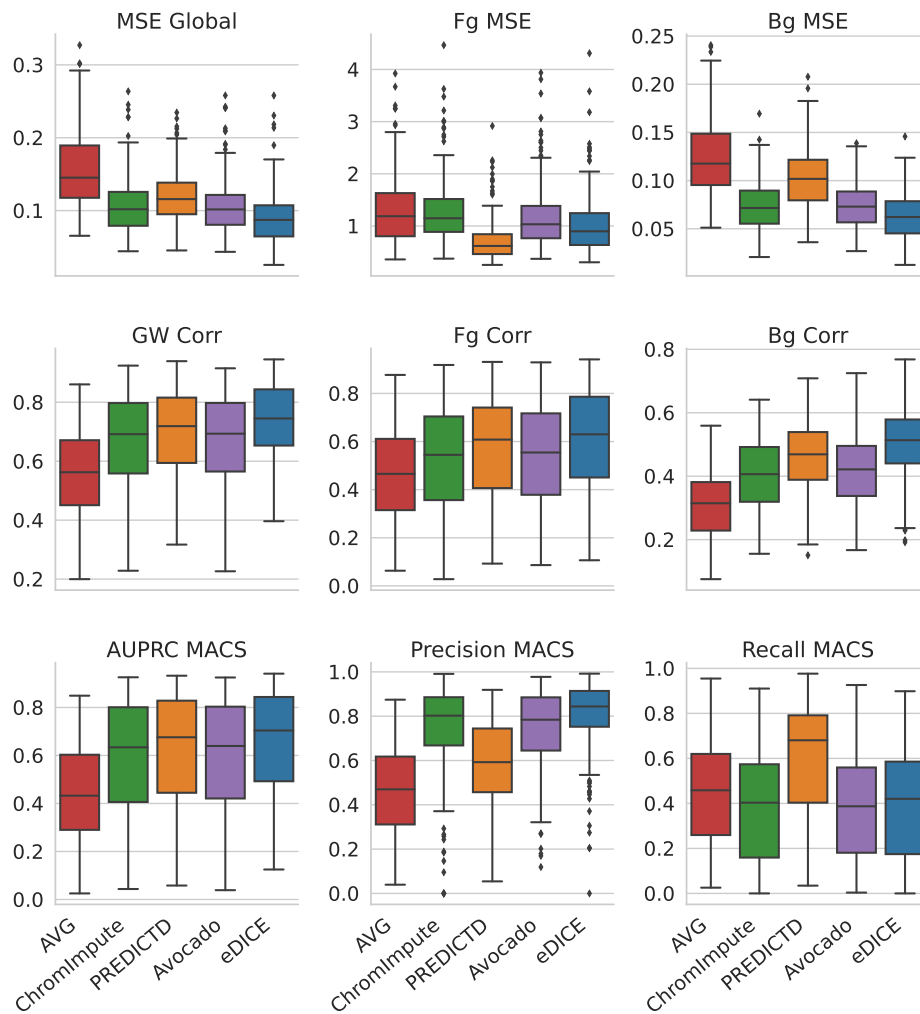 MSE Global
Fg MSE
Bg MSE
0.3
0.2
0.1
4
3
2
1
0.25
0.20
0.15
0.10
0.05
GW Corr
Fg Corr
Bg Corr
0.8
0.6
0.4
0.2
0.8
0.6
0.4
0.2
0.0
0.8
0.6
0.4
0.2
AUPRC MACS
Precision MACS
Recall MACS
0.8
0.6
0.4
0.2
0.0
1.0
0.8
0.6
0.4
0.2
0.0
1.0
0.8
0.6
0.4
0.2
0.0
AVG
ChromImpute
PREDICTD
Avocado
eDICE
AVG
ChromImpute
PREDICTD
Avocado
eDICE
AVG
ChromImpute
PREDICTD
Avocado
eDICE